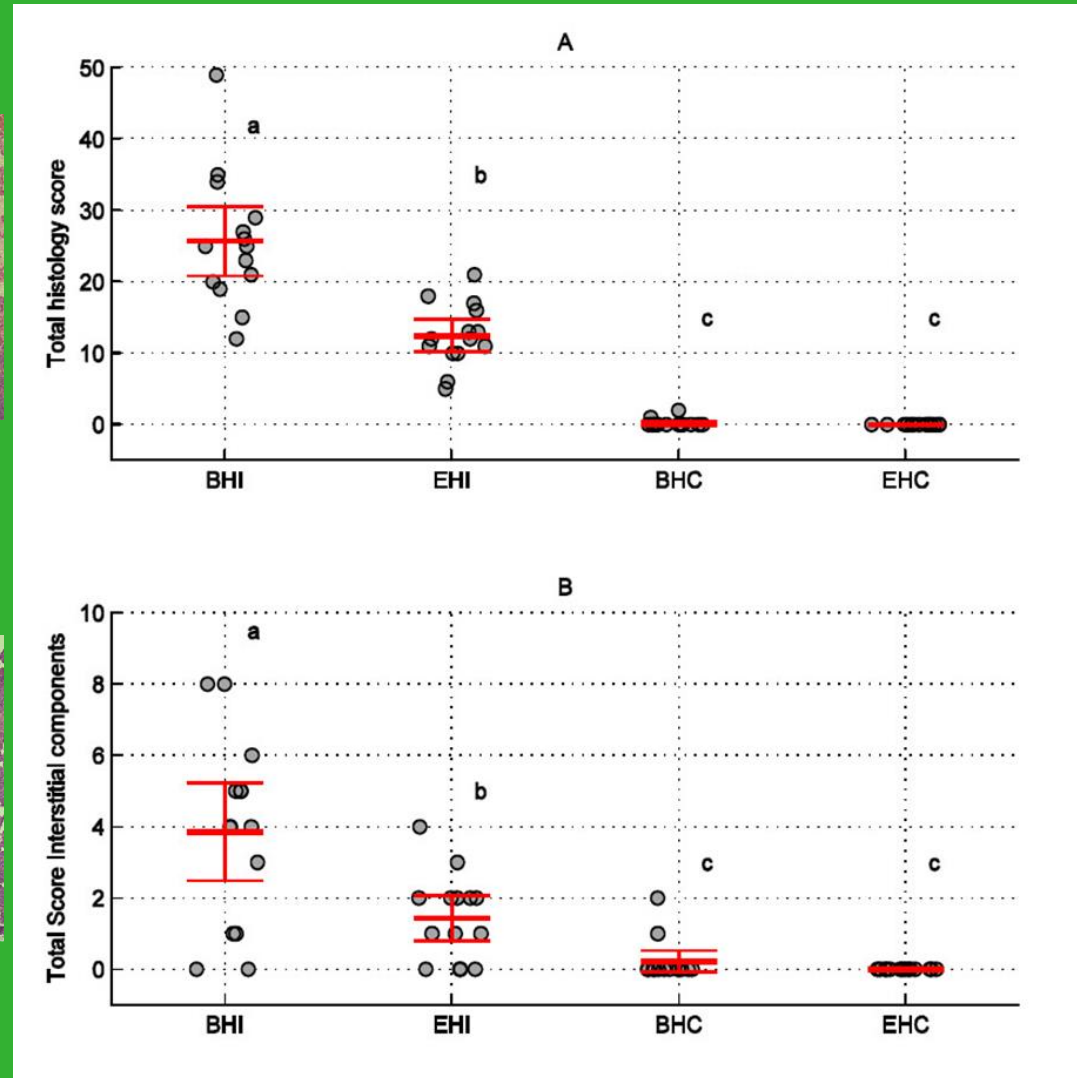 A
Total histology score
50
40
30
20
10
0
a
b
c
c
BHI EHI BHC EHC
B
Total Score Interstitial components
10
8
6
4
2
0
a
b
c
c
BHI EHI BHC EHC